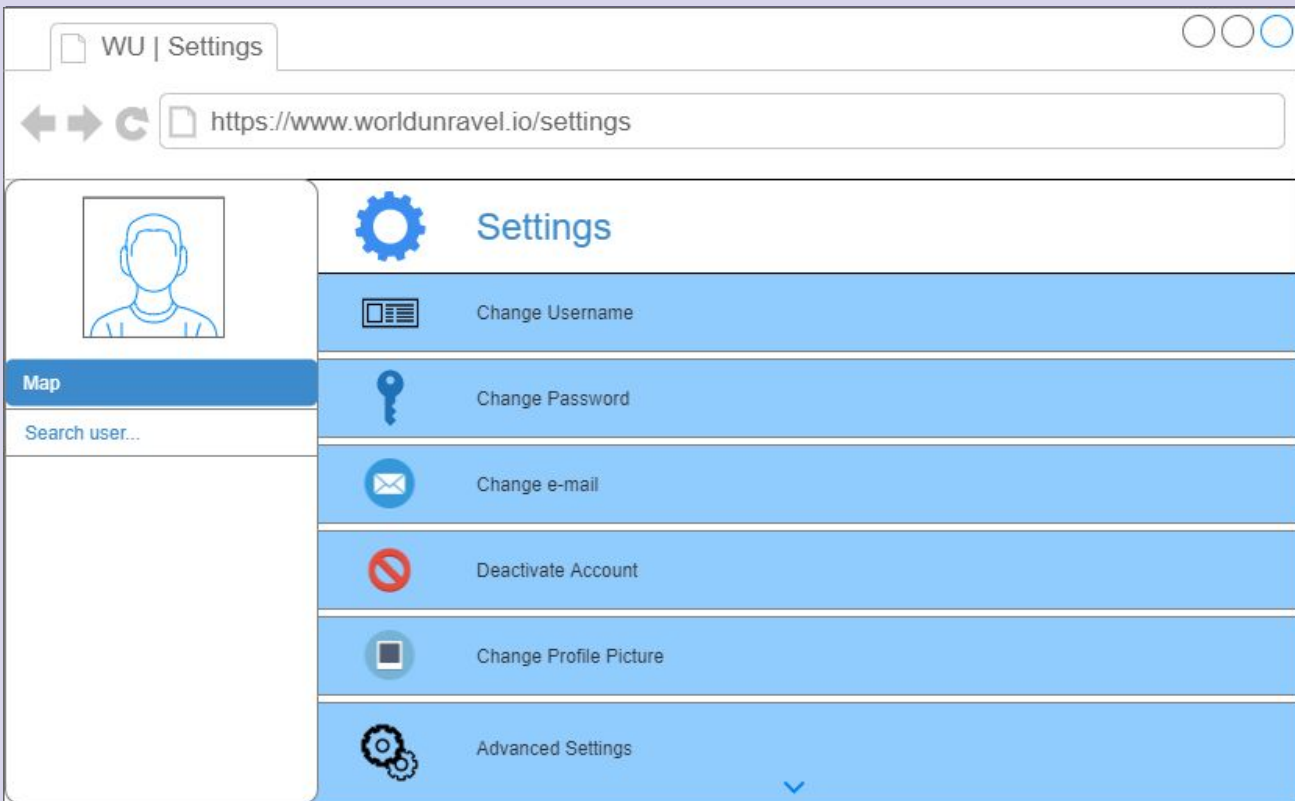 WU | Settings
https://www.worldunravel.io/settings
Settings
Map
Search user...
Change Username
Change Password
Change e-mail
Deactivate Account
Change Profile Picture
Advanced Settings